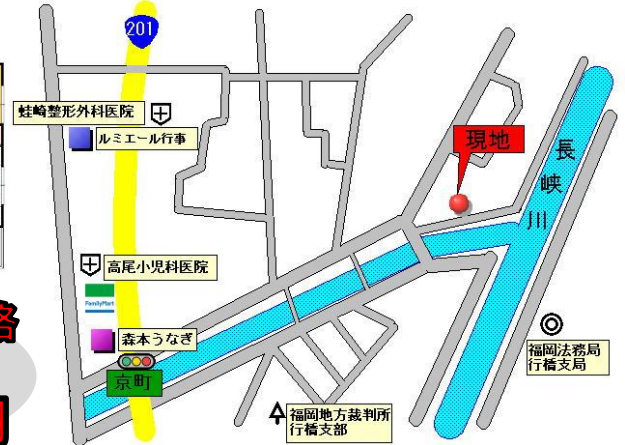 201
蛙崎整形外科医院
ルミエール行事
現地
長峡川
高尾小児科医院
FamilyMart
森本うなぎ
京町
福岡法務局
行橋支局
福岡地方裁判所
行橋支部